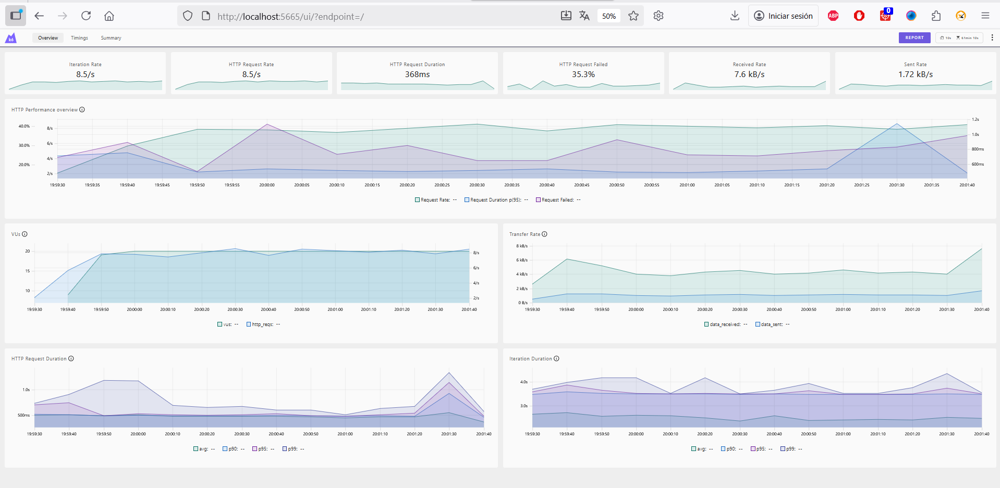 http://localhost:5665/ui/?endpoint=/
50%
Iniciar sesión
ABP
0
k6
Overview Timings Summary
REPORT
10s 61min 10s
Iteration Rate
8.5/s
HTTP Request Rate
8.5/s
HTTP Request Duration
368ms
HTTP Request Failed
35.3%
Received Rate
7.6 kB/s
Sent Rate
1.72 kB/s
HTTP Performance overview
40.0%
30.0%
20.0%
8/s
6/s
4/s
2/s
1.2s
1.0s
800ms
600ms
19:59:30 19:59:35 19:59:40 19:59:45 19:59:50 19:59:55 20:00:00 20:00:05 20:00:10 20:00:15 20:00:20 20:00:25 20:00:30 20:00:35 20:00:40 20:00:45 20:00:50 20:00:55 20:01:00 20:01:05 20:01:10 20:01:15 20:01:20 20:01:25 20:01:30 20:01:35 20:01:40
Request Rate: -- Request Duration p(95): -- Request Failed: --
VUs
20
15
10
8/s
6/s
4/s
2/s
19:59:30 19:59:40 19:59:50 20:00:00 20:00:10 20:00:20 20:00:30 20:00:40 20:00:50 20:01:00 20:01:10 20:01:20 20:01:30 20:01:40
vus: -- http_reqs: --
Transfer Rate
8 kB/s
6 kB/s
4 kB/s
2 kB/s
0 B/s
19:59:30 19:59:40 19:59:50 20:00:00 20:00:10 20:00:20 20:00:30 20:00:40 20:00:50 20:01:00 20:01:10 20:01:20 20:01:30 20:01:40
data_received: -- data_sent: --
HTTP Request Duration
1.0s
500ms
19:59:30 19:59:40 19:59:50 20:00:00 20:00:10 20:00:20 20:00:30 20:00:40 20:00:50 20:01:00 20:01:10 20:01:20 20:01:30 20:01:40
avg: -- p90: -- p95: -- p99: --
Iteration Duration
4.0s
3.0s
19:59:30 19:59:40 19:59:50 20:00:00 20:00:10 20:00:20 20:00:30 20:00:40 20:00:50 20:01:00 20:01:10 20:01:20 20:01:30 20:01:40
avg: -- p90: -- p95: -- p99: --